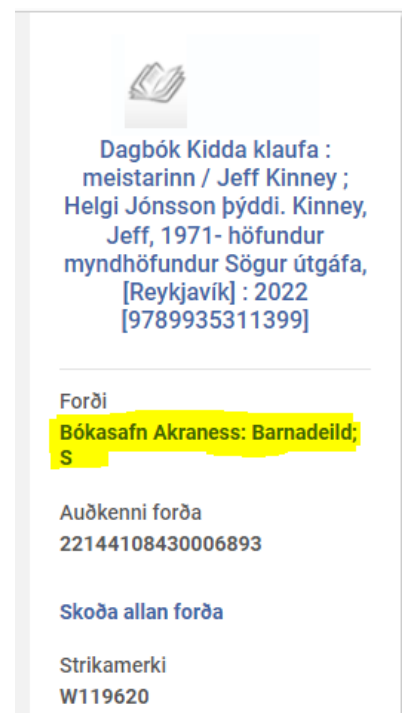 Dagbók Kidda klaufa :
meistarinn / Jeff Kinney ;
Helgi Jónsson þýddi. Kinney,
Jeff, 1971- höfundur
myndhöfundur Sögur útgáfa,
[Reykjavík] : 2022
[9789935311399]
Forði
Bókasafn Akraness: Barnadeild;
S
Auðkenni forða
22144108430006893
Skoða allan forða
Strikamerki
W119620